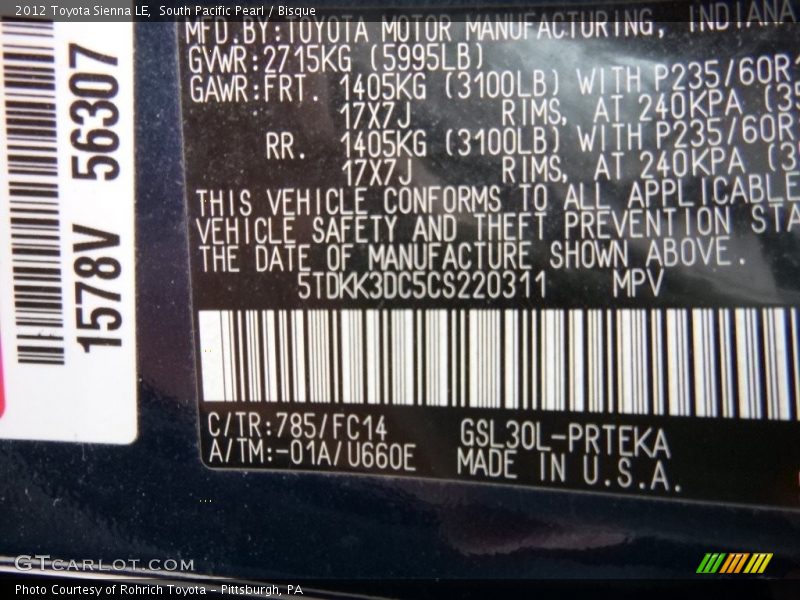 2012 Toyota Sienna LE, South Pacific Pearl / Bisque
MFD.BY:TOYOTA MOTOR MANUFACTURING, INDIANA
GVWR:2715KG (5995LB)
GAWR:FRT. 1405KG (3100LB) WITH P235/60R
17X7J RIMS, AT 240KPA (35
RR. 1405KG (3100LB) WITH P235/60R
17X7J RIMS, AT 240KPA (3
THIS VEHICLE CONFORMS TO ALL APPLICABLE
VEHICLE SAFETY AND THEFT PREVENTION STA
THE DATE OF MANUFACTURE SHOWN ABOVE.
5TDKK3DC5CS220311 MPV
C/TR:785/FC14 GSL30L-PRTEKA
A/TM:-01A/U660E MADE IN U.S.A.
1578V 56307
GTCARLOT.COM
Photo Courtesy of Rohrich Toyota - Pittsburgh, PA